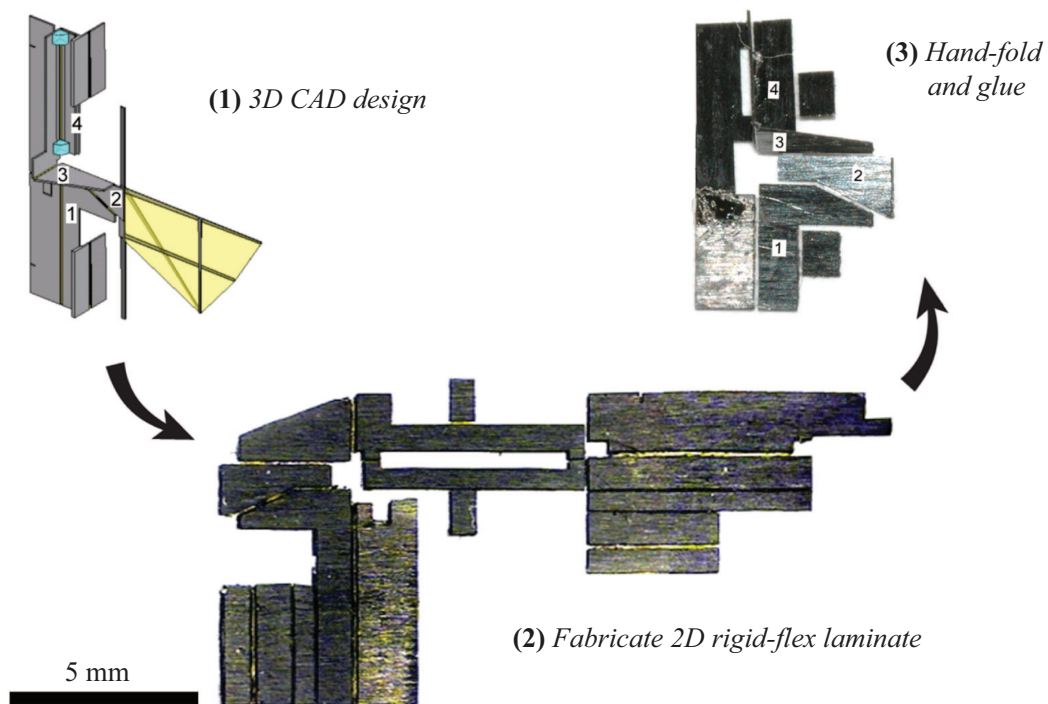 (1) 3D CAD design
4
3
2
1
(3) Hand-fold
and glue
4
3
2
1
(2) Fabricate 2D rigid-flex laminate
5 mm